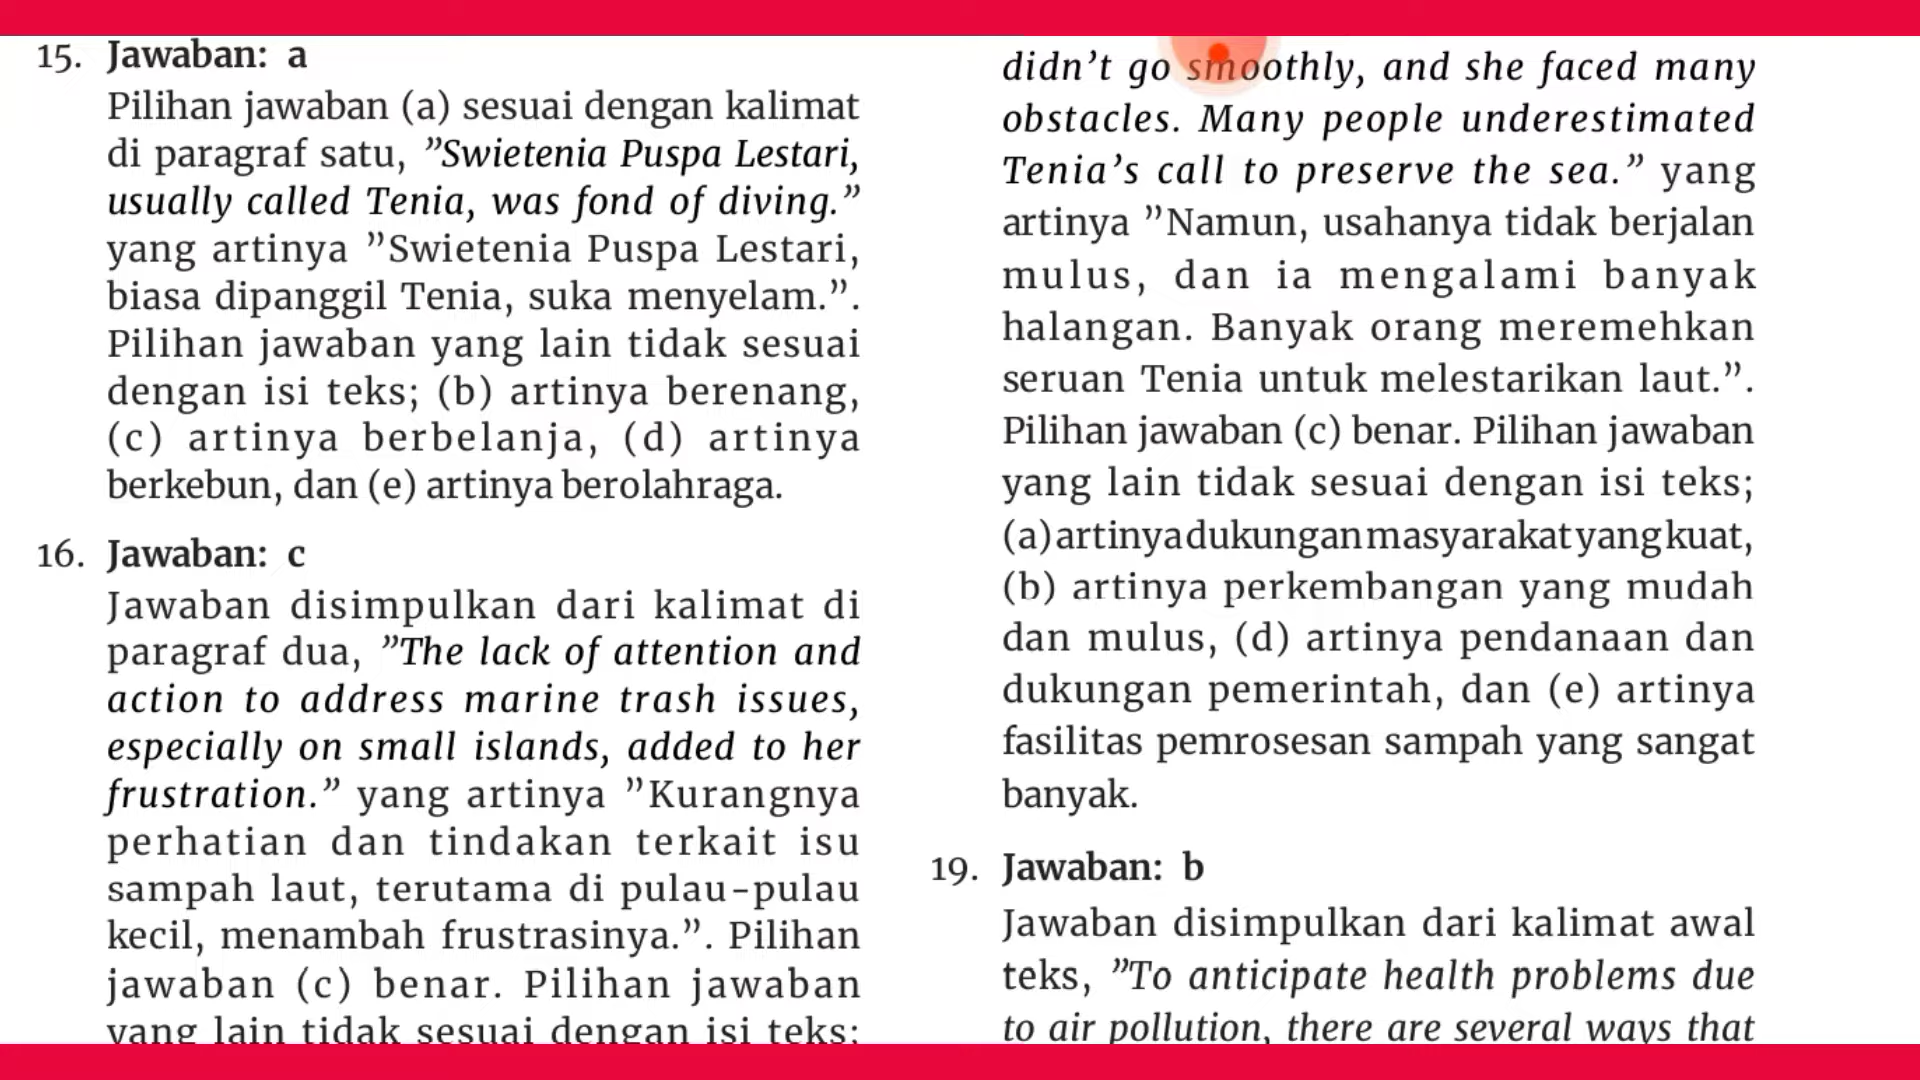 15. Jawaban: a
Pilihan jawaban (a) sesuai dengan kalimat
di paragraf satu, ”Swietenia Puspa Lestari,
usually called Tenia, was fond of diving.”
yang artinya ”Swietenia Puspa Lestari,
biasa dipanggil Tenia, suka menyelam.”.
Pilihan jawaban yang lain tidak sesuai
dengan isi teks; (b) artinya berenang,
(c) artinya berbelanja, (d) artinya
berkebun, dan (e) artinya berolahraga.
16. Jawaban: c
Jawaban disimpulkan dari kalimat di
paragraf dua, ”The lack of attention and
action to address marine trash issues,
especially on small islands, added to her
frustration.” yang artinya ”Kurangnya
perhatian dan tindakan terkait isu
sampah laut, terutama di pulau-pulau
kecil, menambah frustrasinya.”. Pilihan
jawaban (c) benar. Pilihan jawaban
yang lain tidak sesuai dengan isi teks;
didn’t go smoothly, and she faced many
obstacles. Many people underestimated
Tenia’s call to preserve the sea.” yang
artinya ”Namun, usahanya tidak berjalan
mulus, dan ia mengalami banyak
halangan. Banyak orang meremehkan
seruan Tenia untuk melestarikan laut.”.
Pilihan jawaban (c) benar. Pilihan jawaban
yang lain tidak sesuai dengan isi teks;
(a) artinya dukungan masyarakat yang kuat,
(b) artinya perkembangan yang mudah
dan mulus, (d) artinya pendanaan dan
dukungan pemerintah, dan (e) artinya
fasilitas pemrosesan sampah yang sangat
banyak.
19. Jawaban: b
Jawaban disimpulkan dari kalimat awal
teks, ”To anticipate health problems due
to air pollution, there are several ways that